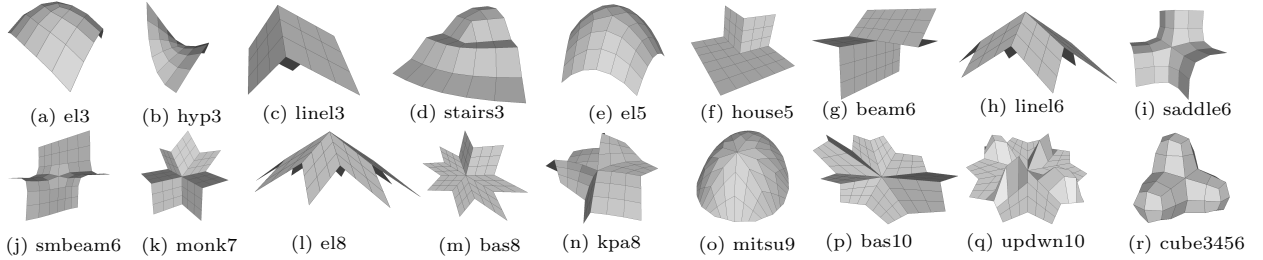 (a) el3 (b) hyp3 (c) linel3 (d) stairs3 (e) el5 (f) house5 (g) beam6 (h) linel6 (i) saddle6
(j) smbeam6 (k) monk7 (l) el8 (m) bas8 (n) kpa8 (o) mitsu9 (p) bas10 (q) updwn10 (r) cube3456